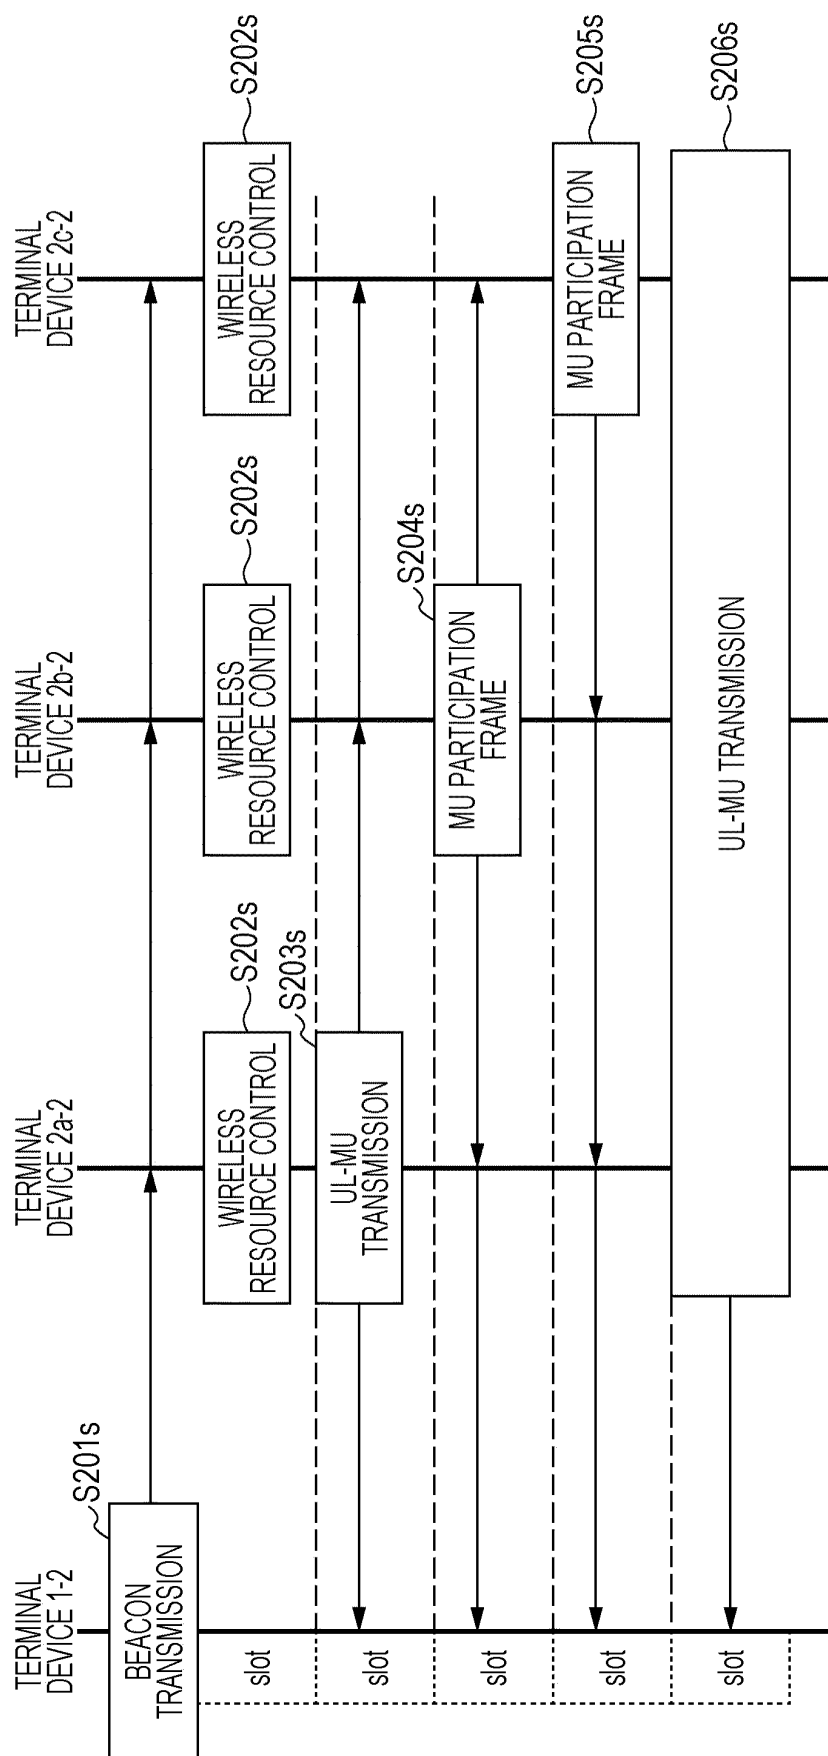 TERMINAL
DEVICE 1-2
TERMINAL
DEVICE 2a-2
TERMINAL
DEVICE 2b-2
TERMINAL
DEVICE 2c-2
S201s
BEACON
TRANSMISSION
slot
S202s
WIRELESS
RESOURCE CONTROL
S202s
WIRELESS
RESOURCE CONTROL
S202s
WIRELESS
RESOURCE CONTROL
slot
S203s
UL-MU
TRANSMISSION
slot
S204s
MU PARTICIPATION
FRAME
slot
S205s
MU PARTICIPATION
FRAME
slot
S206s
UL-MU TRANSMISSION